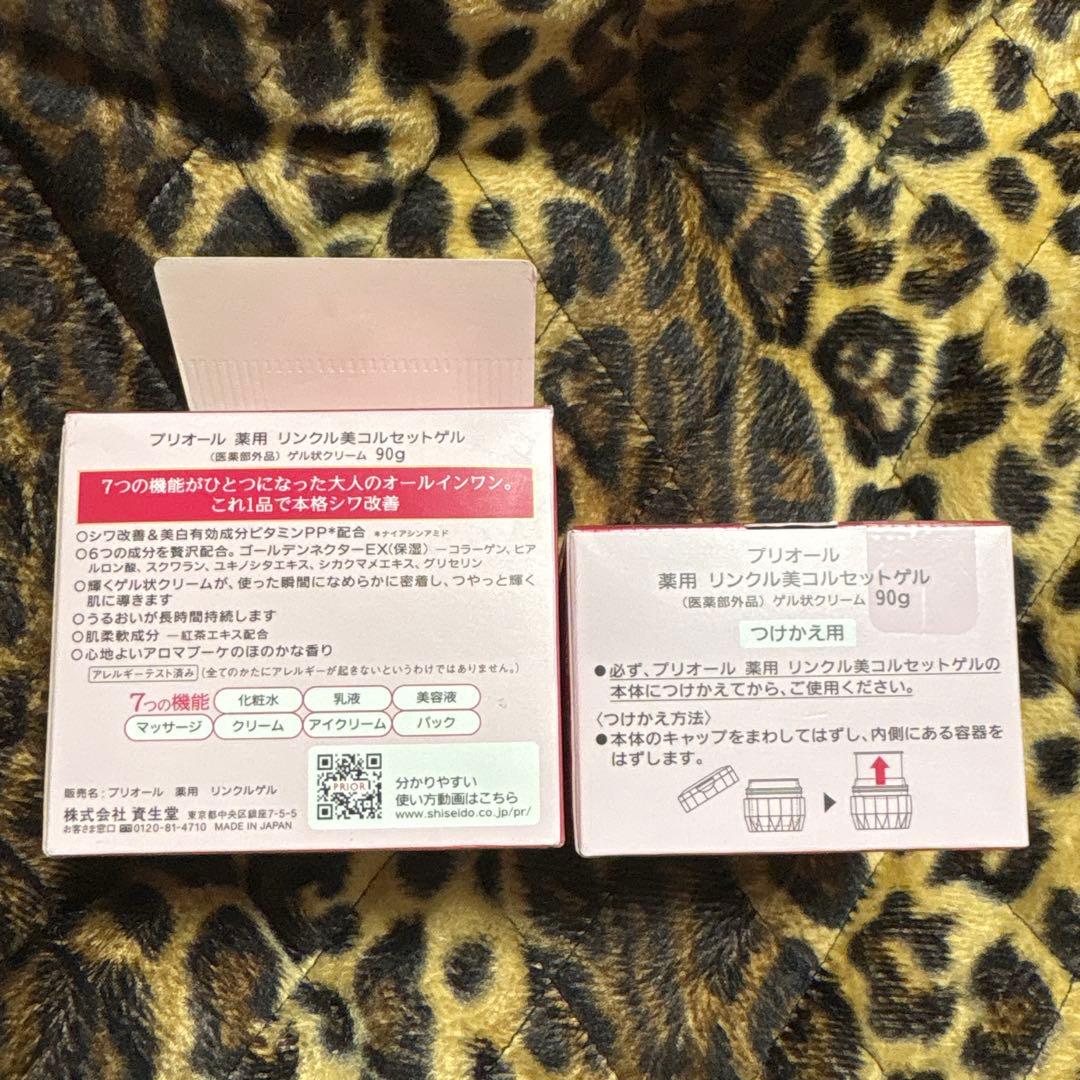 プリオール 薬用 リンクル美コルセットゲル
(医薬部外品) ゲル状クリーム 90g
7つの機能がひとつになった大人のオールインワン。
これ1品で本格シワ改善
○シワ改善&美白有効成分ビタミンPP*配合 *ナイアシンアミド
○6つの成分を贅沢配合。ゴールデンネクターEX(保湿) ―コラーゲン、ヒア
ルロン酸、スクワラン、ユキノシタエキス、シカクマメエキス、グリセリン
○輝くゲル状クリームが、使った瞬間になめらかに密着し、つやっと輝く
肌に導きます
○うるおいが長時間持続します
○肌柔軟成分 ―紅茶エキス配合
○心地よいアロマブーケのほのかな香り
アレルギーテスト済み (全てのかたにアレルギーが起きないというわけではありません。)
7つの機能 化粧水 乳液 美容液
マッサージ クリーム アイクリーム パック
PRIOR
分かりやすい
使い方動画はこちら
www.shiseido.co.jp/pr/
販売名:プリオール 薬用 リンクルゲル
株式会社 資生堂 東京都中央区銀座7-5-5
お客さま窓口 0120-81-4710 MADE IN JAPAN
プリオール
薬用 リンクル美コルセットゲル
(医薬部外品) ゲル状クリーム 90g
つけかえ用
●必ず、プリオール 薬用 リンクル美コルセットゲルの
本体につけかえてから、ご使用ください。
〈つけかえ方法〉
●本体のキャップをまわしてはずし、内側にある容器を
はずします。